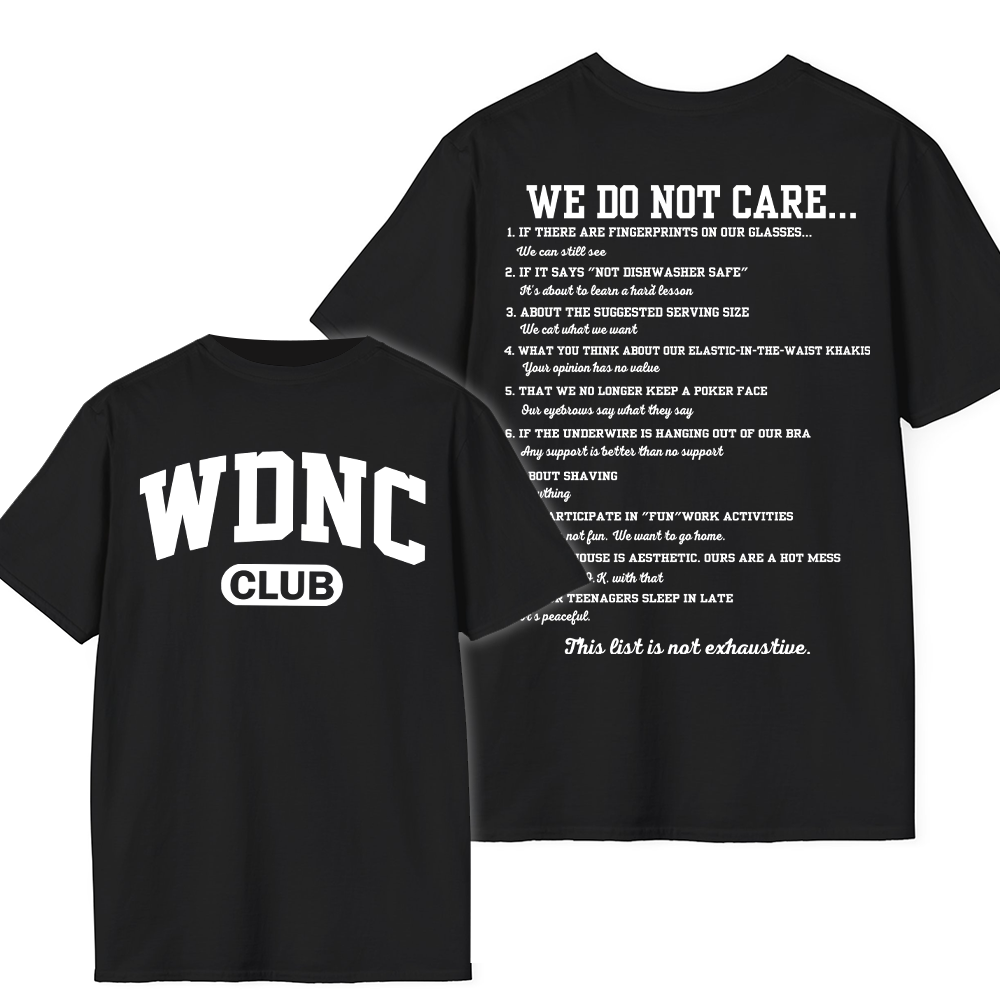 WDNC
CLUB
WE DO NOT CARE...
1. IF THERE ARE FINGERPRINTS ON OUR GLASSES...
We can still see
2. IF IT SAYS "NOT DISHWASHER SAFE"
It's about to learn a hard lesson
3. ABOUT THE SUGGESTED SERVING SIZE
We eat what we want
4. WHAT YOU THINK ABOUT OUR ELASTIC-IN-THE-WAIST KHAKIS
Your opinion has no value
5. THAT WE NO LONGER KEEP A POKER FACE
Our eyebrows say what they say
6. IF THE UNDERWIRE IS HANGING OUT OF OUR BRA
Any support is better than no support
SHAVING
IN "FUN"WORK ACTIVITIES
not fun. We want to go home.
IS AESTHETIC. OURS ARE A HOT MESS
with that
TEENAGERS SLEEP IN LATE
peaceful.
This list is not exhaustive.